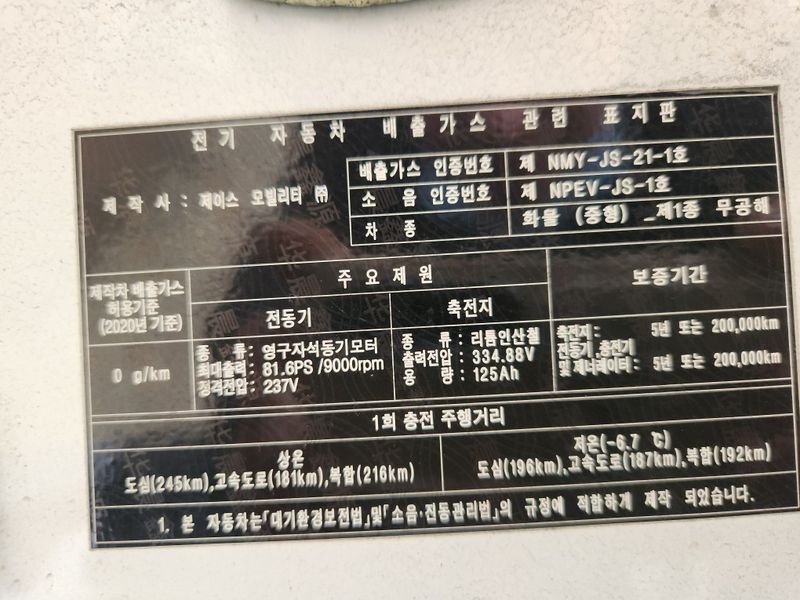 전기 자동차 배출가스 관련 표지판
제작사 : 제이스 모빌리티 ㈜
배출가스 인증번호 제 NMY-JS-21-1호
소 음 인증번호 제 NPEV-JS-1호
차 종 화물 (중형) _제1종 무공해
제작차 배출가스
허용기준
(2020년 기준)
주요제원
보증기간
전동기
축전지
0 g/km
종 류 : 영구자석동기모터
최대출력 : 81.6PS /9000rpm
정격전압 : 237V
종 류 : 리튬인산철
출력전압 : 334.88V
용 량 : 125Ah
축전지 : 5년 또는 200,000km
전동기 ,충전기
및 제너레이터 : 5년 또는 200,000km
1회 충전 주행거리
상온
도심(245km),고속도로(181km),복합(216km)
저온(-6.7 ℃)
도심(196km),고속도로(187km),복합(192km)
1. 본 자동차는「대기환경보전법」및「소음·진동관리법」의 규정에 적합하게 제작 되었습니다.